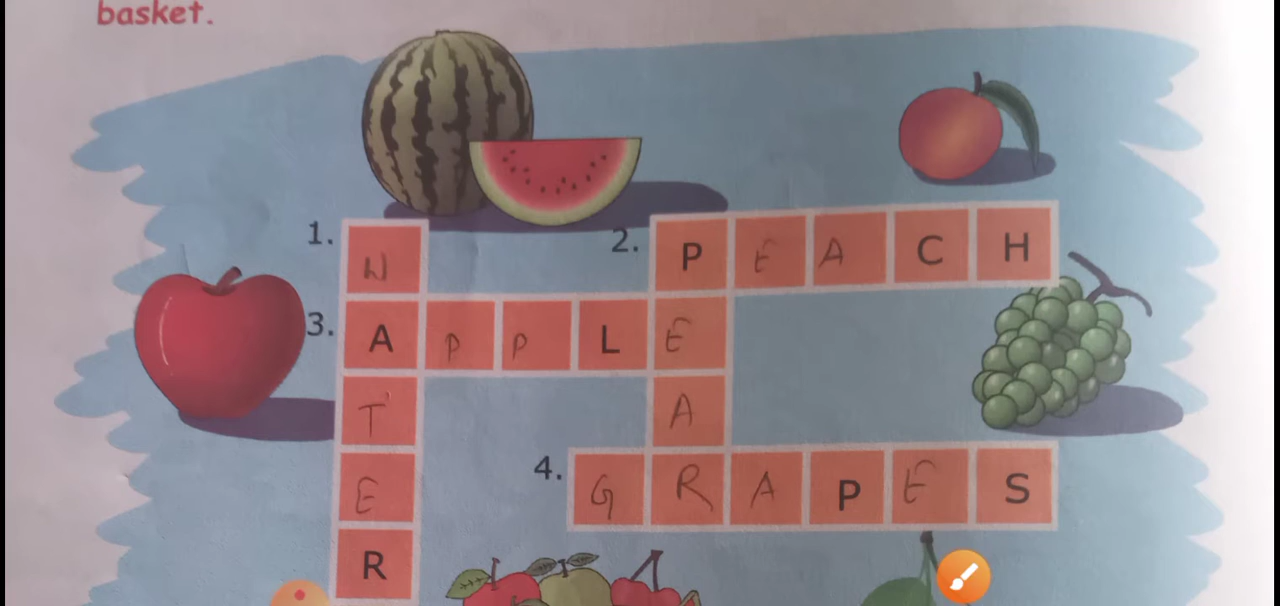 basket.
1. N 2. P E A C H
3. A P P L E
T A
E 4. G R A P E S
R